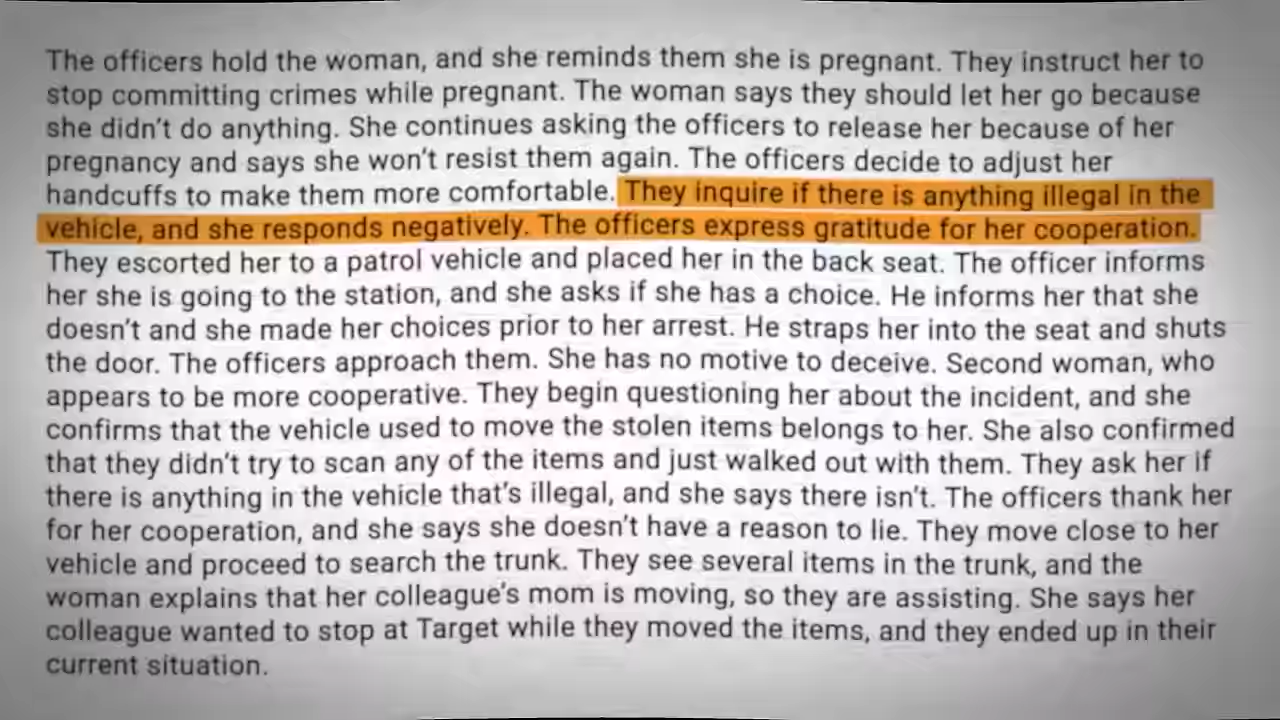 The officers hold the woman, and she reminds them she is pregnant. They instruct her to
stop committing crimes while pregnant. The woman says they should let her go because
she didn't do anything. She continues asking the officers to release her because of her
pregnancy and says she won't resist them again. The officers decide to adjust her
handcuffs to make them more comfortable. They inquire if there is anything illegal in the
vehicle, and she responds negatively. The officers express gratitude for her cooperation.
They escorted her to a patrol vehicle and placed her in the back seat. The officer informs
her she is going to the station, and she asks if she has a choice. He informs her that she
doesn't and she made her choices prior to her arrest. He straps her into the seat and shuts
the door. The officers approach them. She has no motive to deceive. Second woman, who
appears to be more cooperative. They begin questioning her about the incident, and she
confirms that the vehicle used to move the stolen items belongs to her. She also confirmed
that they didn't try to scan any of the items and just walked out with them. They ask her if
there is anything in the vehicle that's illegal, and she says there isn't. The officers thank her
for her cooperation, and she says she doesn't have a reason to lie. They move close to her
vehicle and proceed to search the trunk. They see several items in the trunk, and the
woman explains that her colleague's mom is moving, so they are assisting. She says her
colleague wanted to stop at Target while they moved the items, and they ended up in their
current situation.